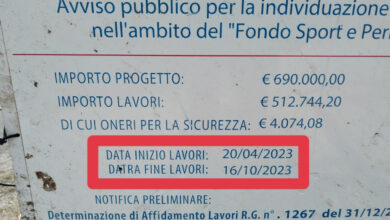 Avviso pubblico per la individuazione
nell'ambito del "Fondo Sport e Per
IMPORTO PROGETTO: € 690.000,00
IMPORTO LAVORI: € 512.744,20
DI CUI ONERI PER LA SICUREZZA: € 4.074,08
DATA INIZIO LAVORI: 20/04/2023
DATRA FINE LAVORI: 16/10/2023
NOTIFICA PRELIMINARE:
Determinazione di Affidamento Lavori R.G. n° 1267 del 31/12/